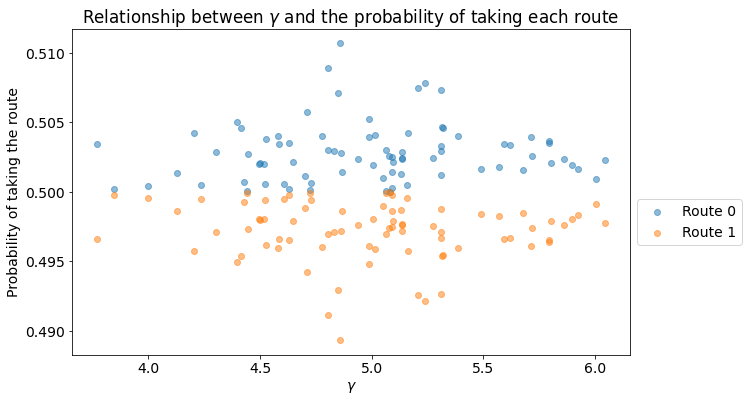 Relationship between γ and the probability of taking each route
Probability of taking the route
0.510
0.505
0.500
0.495
0.490
4.0 4.5 5.0 5.5 6.0
γ
Route 0
Route 1